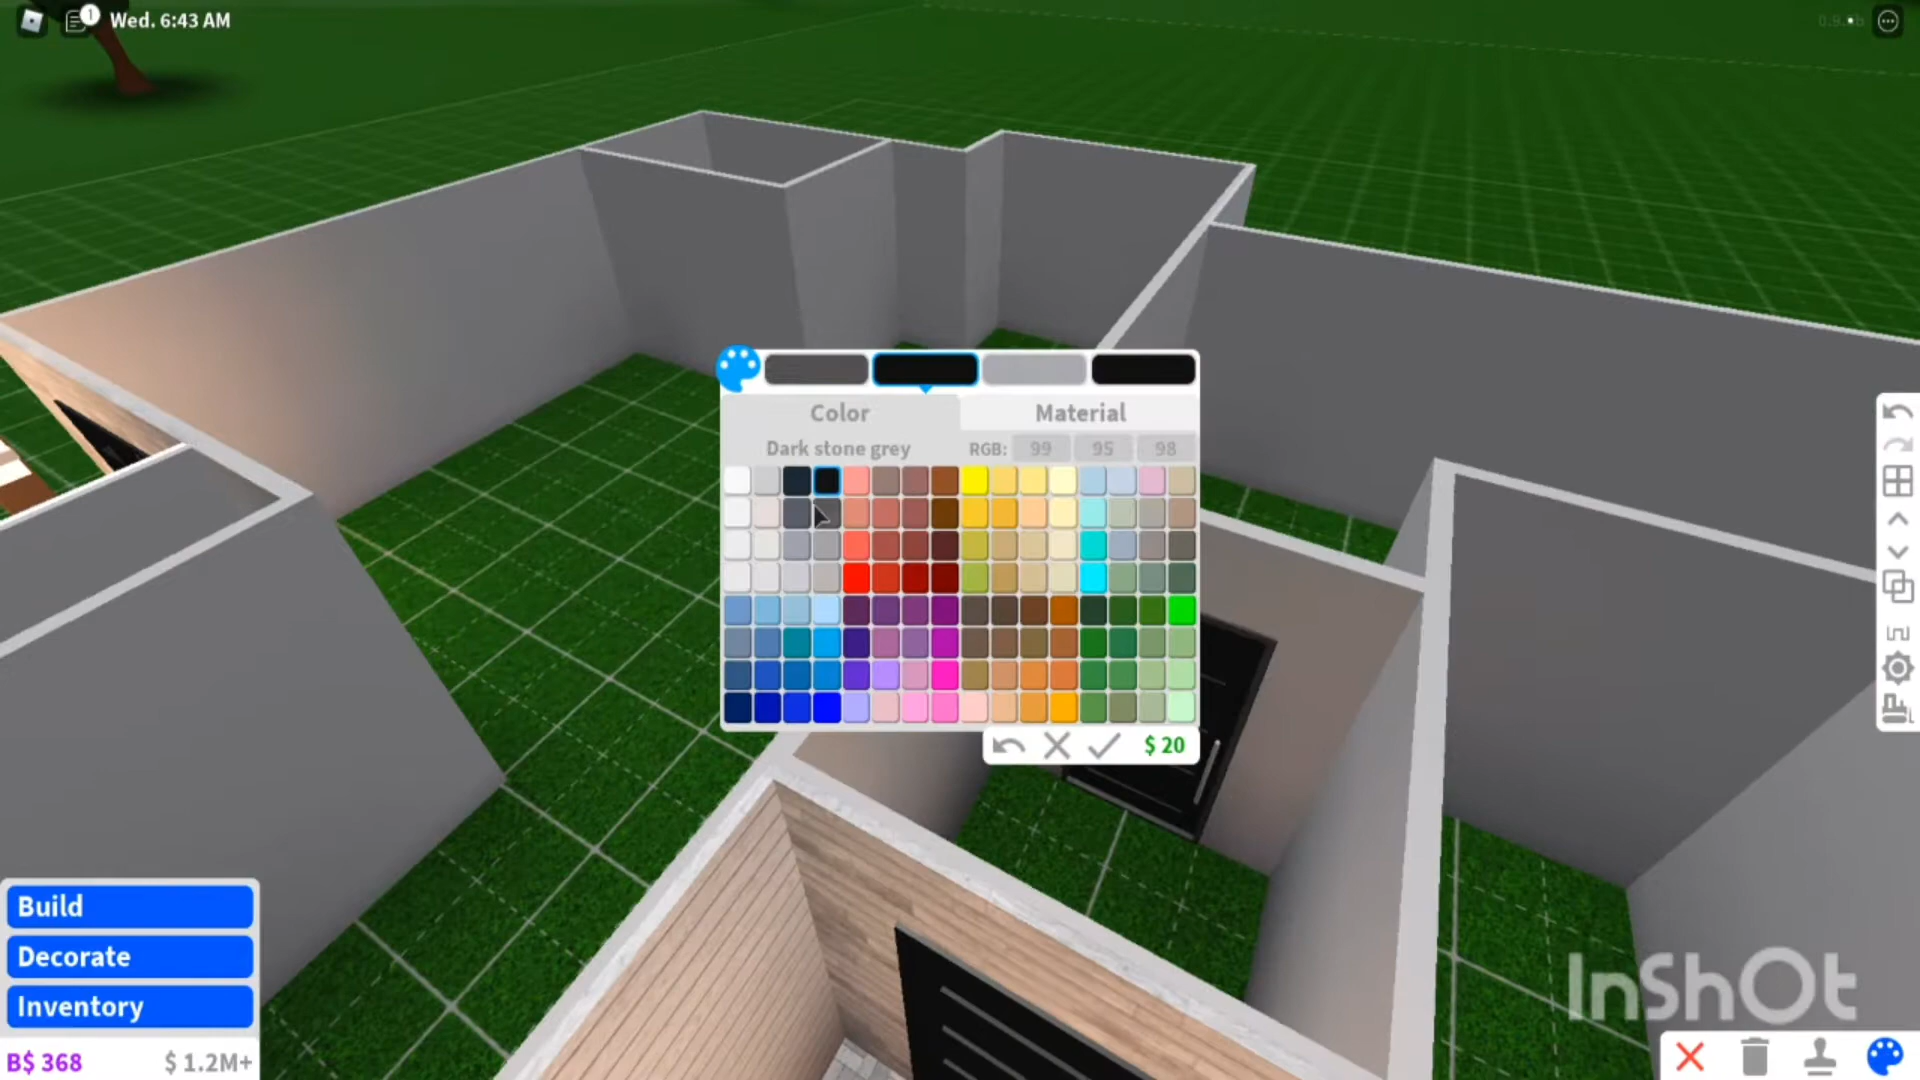 1
Wed. 6:43 AM
Color
Material
Dark stone grey
RGB: 99 95 98
$ 20
Build
Decorate
Inventory
B$ 368
$ 1.2M+
InShOt